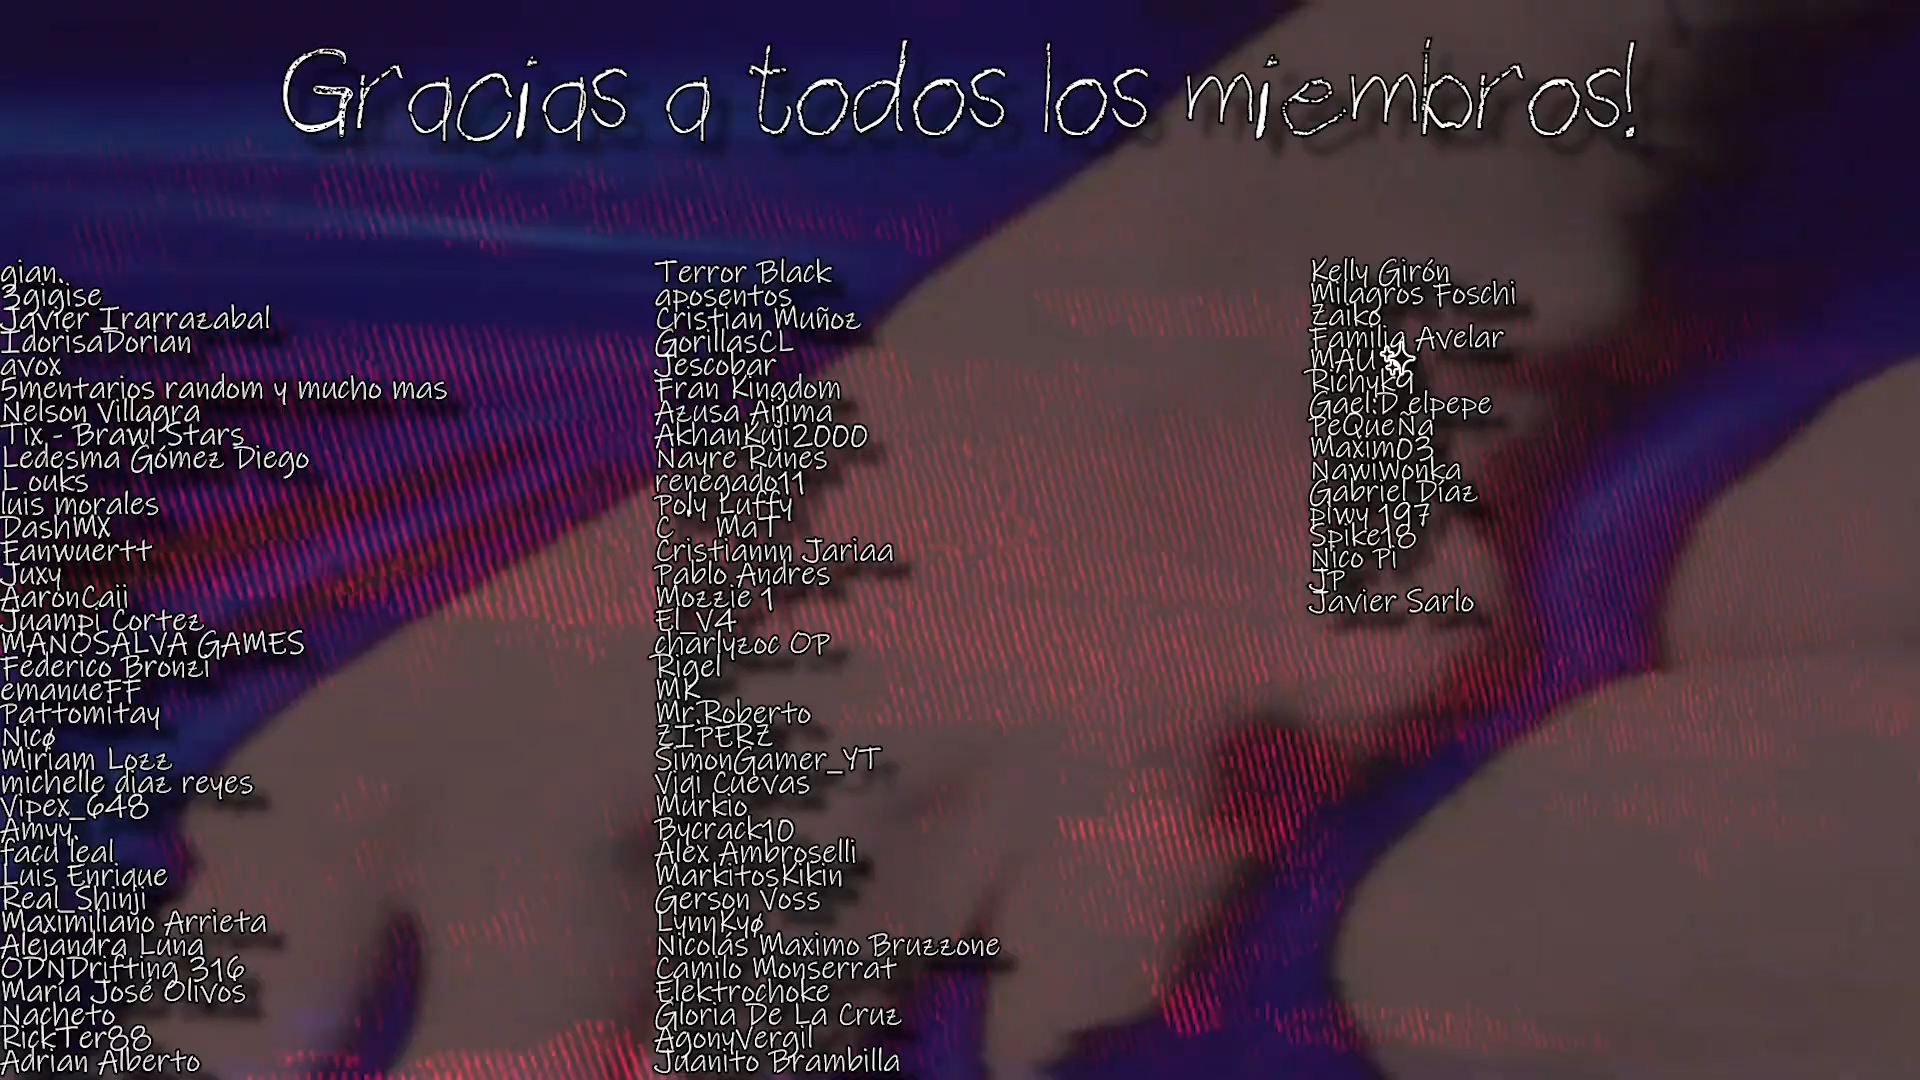 Gracias a todos los miembros!
gian.
3gigise
Javier Irarrazabal
IdorisaDorian
avox
5mentarios random y mucho mas
Nelson Villagra
Tix - Brawl Stars
Ledesma Gómez Diego
L ouks
luis morales
DashMX
Fanwuertt
Juxy
AaronCaii
Juampi Cortez
MANOSALVA GAMES
Federico Bronzi
emanueFF
Pattomitay
Nicø
Miriam Lozz
michelle diaz reyes
Vipex_648
Amyy.
facu leal
Luis Enrique
Real_Shinji
Maximiliano Arrieta
Alejandra Luna
ODNDrifting 316
María José Olivos
Nacheto
RickTer88
Adrian Alberto
Terror Black
aposentos
Cristian Muñoz
GorillasCL
Jescobar
Fran Kingdom
Azusa Aijima
AkhanKuji2000
Nayre Runes
renegado11
Poly Luffy
C MaT
Cristiannn Jariaa
Pablo Andres
Mozzie 1
El_V4
charlyzoc OP
Rigel
MK
Mr.Roberto
ZIPERZ
SimonGamer_YT
Vigi Cuevas
Murkio
Bycrack10
Alex Ambroselli
MarkitosKikin
Gerson Voss
LynnKyø
Nicolás Maximo Bruzzone
Camilo Monserrat
Elektrochoke
Gloria De La Cruz
AgonyVergil
Juanito Brambilla
Kelly Girón
Milagros Foschi
Zaiko
Familia Avelar
MAU✨
Richyk9
Gael:D elpepe
PeQueÑa
Maxim03
NawiWonka
Gabriel Díaz
plwy 197
Spike18
Nico Pi
JP
Javier Sarlo